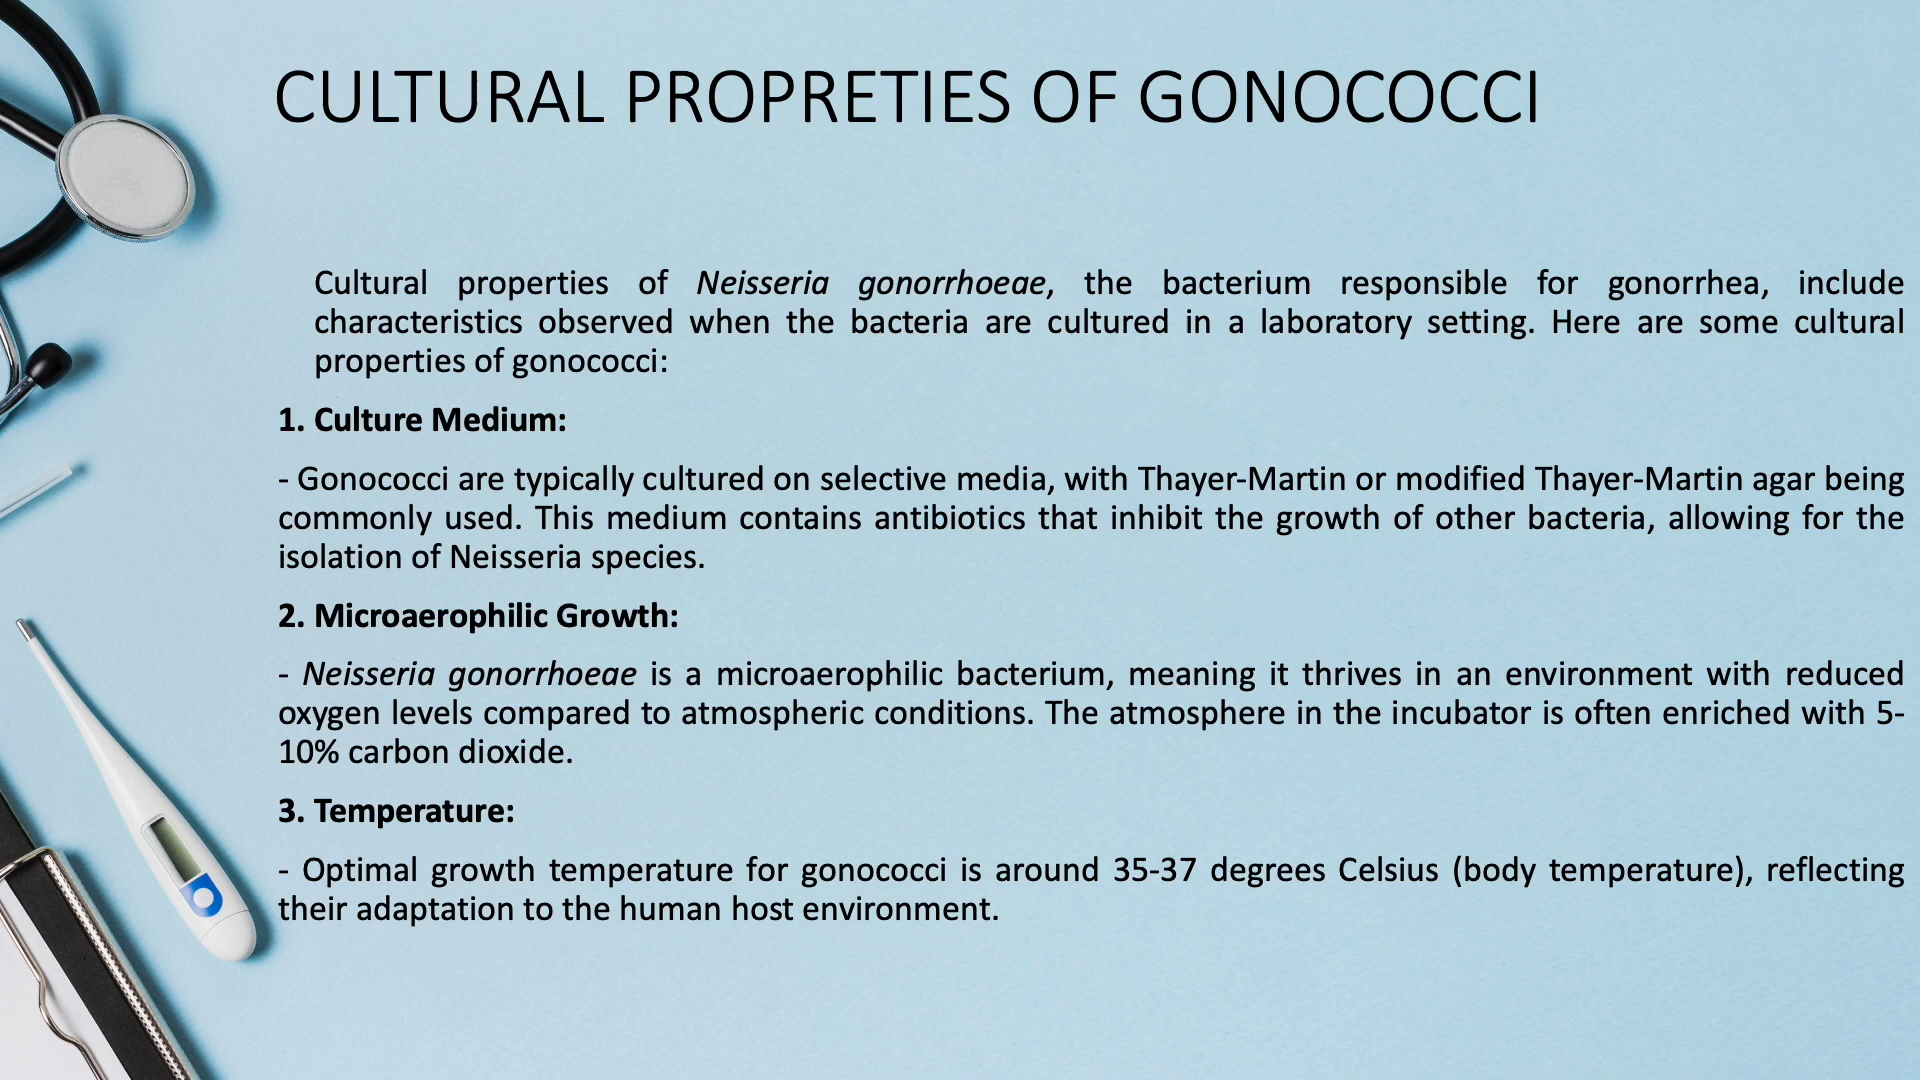 CULTURAL PROPRETIES OF GONOCOCCI
Cultural properties of Neisseria gonorrhoeae, the bacterium responsible for gonorrhea, include
characteristics observed when the bacteria are cultured in a laboratory setting. Here are some cultural
properties of gonococci:
1. Culture Medium:
- Gonococci are typically cultured on selective media, with Thayer-Martin or modified Thayer-Martin agar being
commonly used. This medium contains antibiotics that inhibit the growth of other bacteria, allowing for the
isolation of Neisseria species.
2. Microaerophilic Growth:
- Neisseria gonorrhoeae is a microaerophilic bacterium, meaning it thrives in an environment with reduced
oxygen levels compared to atmospheric conditions. The atmosphere in the incubator is often enriched with 5-
10% carbon dioxide.
3. Temperature:
- Optimal growth temperature for gonococci is around 35-37 degrees Celsius (body temperature), reflecting
their adaptation to the human host environment.